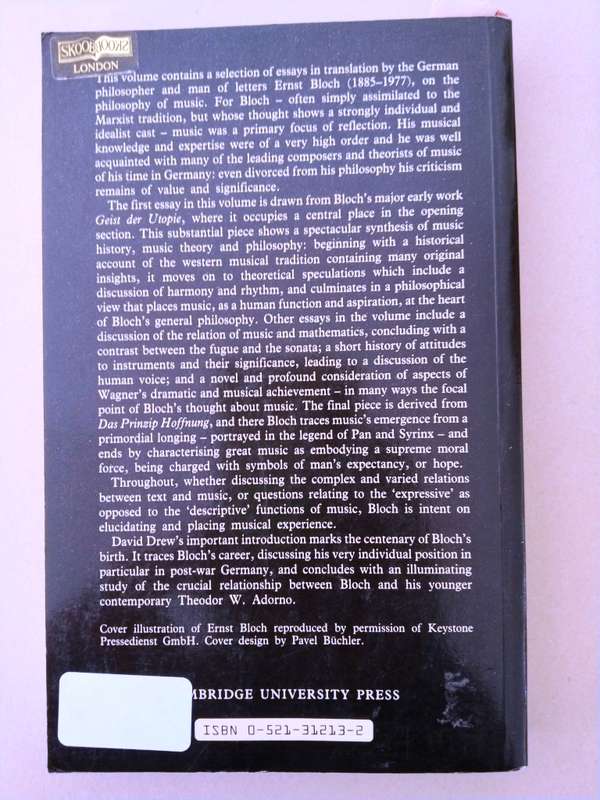 SKOOB BOOKS
LONDON
This volume contains a selection of essays in translation by the German
philosopher and man of letters Ernst Bloch (1885–1977), on the
philosophy of music. For Bloch – often simply assimilated to the
Marxist tradition, but whose thought shows a strongly individual and
idealist cast – music was a primary focus of reflection. His musical
knowledge and expertise were of a very high order and he was well
acquainted with many of the leading composers and theorists of music
of his time in Germany: even divorced from his philosophy his criticism
remains of value and significance.
The first essay in this volume is drawn from Bloch's major early work
Geist der Utopie, where it occupies a central place in the opening
section. This substantial piece shows a spectacular synthesis of music
history, music theory and philosophy: beginning with a historical
account of the western musical tradition containing many original
insights, it moves on to theoretical speculations which include a
discussion of harmony and rhythm, and culminates in a philosophical
view that places music, as a human function and aspiration, at the heart
of Bloch's general philosophy. Other essays in the volume include a
discussion of the relation of music and mathematics, concluding with a
contrast between the fugue and the sonata; a short history of attitudes
to instruments and their significance, leading to a discussion of the
human voice; and a novel and profound consideration of aspects of
Wagner's dramatic and musical achievement – in many ways the focal
point of Bloch's thought about music. The final piece is derived from
Das Prinzip Hoffnung, and there Bloch traces music's emergence from a
primordial longing – portrayed in the legend of Pan and Syrinx – and
ends by characterising great music as embodying a supreme moral
force, being charged with symbols of man's expectancy, or hope.
Throughout, whether discussing the complex and varied relations
between text and music, or questions relating to the 'expressive' as
opposed to the 'descriptive' functions of music, Bloch is intent on
elucidating and placing musical experience.
David Drew's important introduction marks the centenary of Bloch's
birth. It traces Bloch's career, discussing his very individual position in
particular in post-war Germany, and concludes with an illuminating
study of the crucial relationship between Bloch and his younger
contemporary Theodor W. Adorno.
Cover illustration of Ernst Bloch reproduced by permission of Keystone
Pressedienst GmbH. Cover design by Pavel Büchler.
MBRIDGE UNIVERSITY PRESS
ISBN 0-521-31213-2